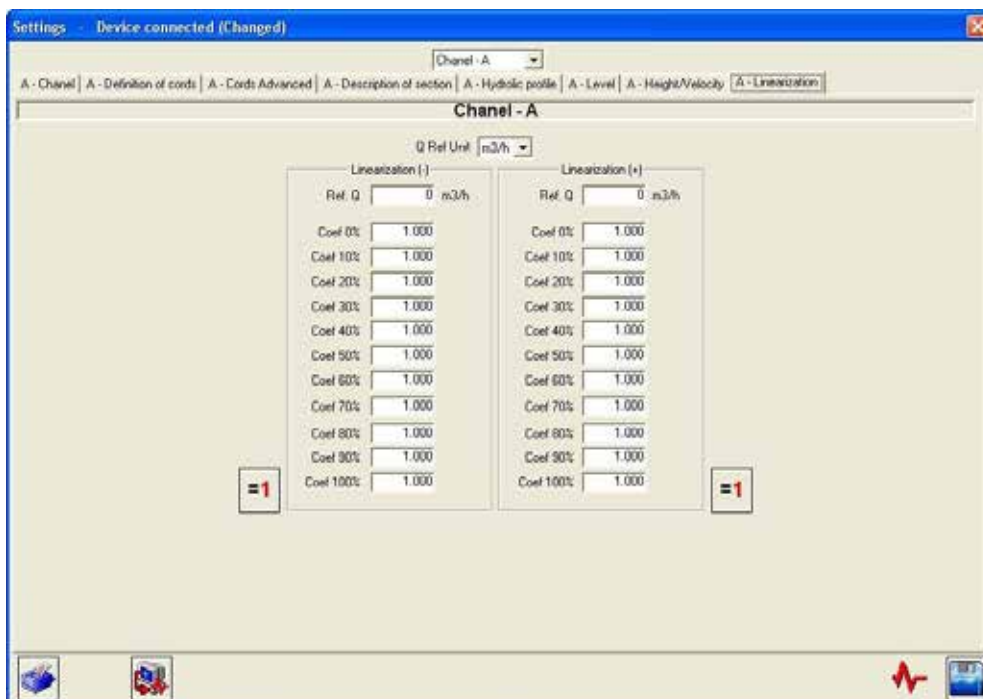 Settings - Device connected (Changed)
Chanel - A
A - Chanel A - Definition of cords A - Cords Advanced A - Description of section A - Hydrolic profile A - Level A - Height/Velocity A - Linearization
Chanel - A
Q Ref Unit m3/h
Linearization (-) Linearization (+)
Ref. Q 0 m3/h Ref. Q 0 m3/h
Coef 0% 1.000 Coef 0% 1.000
Coef 10% 1.000 Coef 10% 1.000
Coef 20% 1.000 Coef 20% 1.000
Coef 30% 1.000 Coef 30% 1.000
Coef 40% 1.000 Coef 40% 1.000
Coef 50% 1.000 Coef 50% 1.000
Coef 60% 1.000 Coef 60% 1.000
Coef 70% 1.000 Coef 70% 1.000
Coef 80% 1.000 Coef 80% 1.000
Coef 90% 1.000 Coef 90% 1.000
=1 Coef 100% 1.000 Coef 100% 1.000 =1